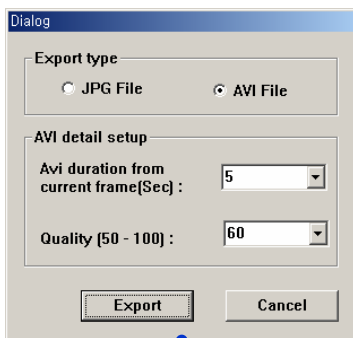 Dialog
Export type
JPG File
AVI File
AVI detail setup
Avi duration from
current frame(Sec) :
5
Quality (50 - 100) :
60
Export
Cancel